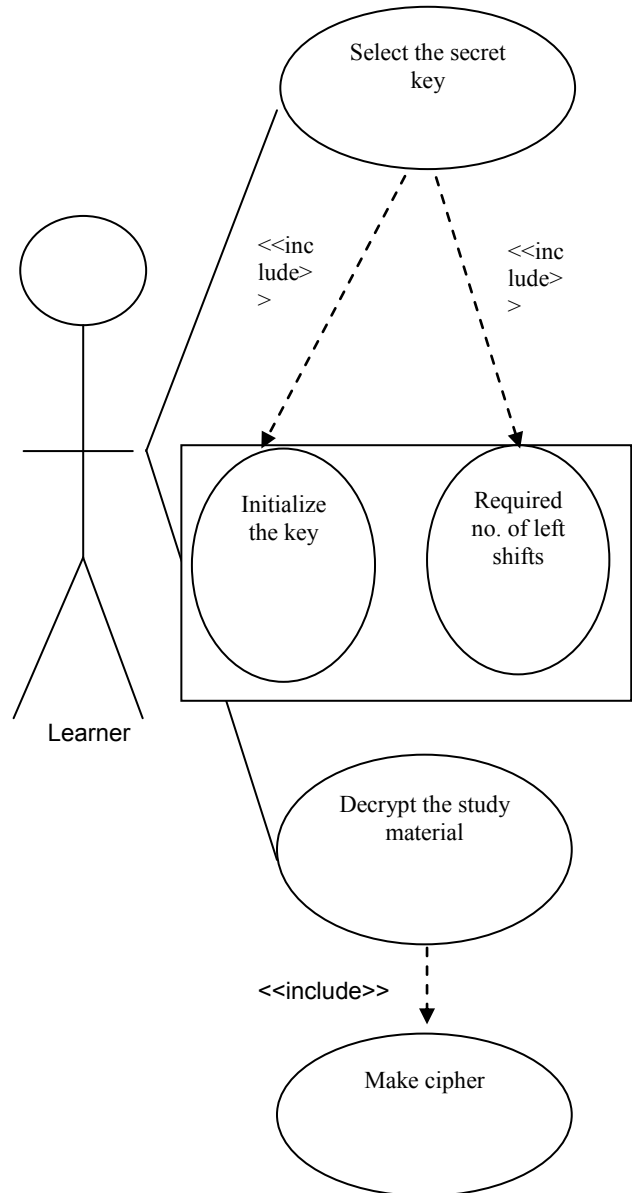 Select the secret
key
<<inc
lude>
>
<<inc
lude>
>
Initialize
the key
Required
no. of left
shifts
Learner
Decrypt the study
material
<<include>>
Make cipher